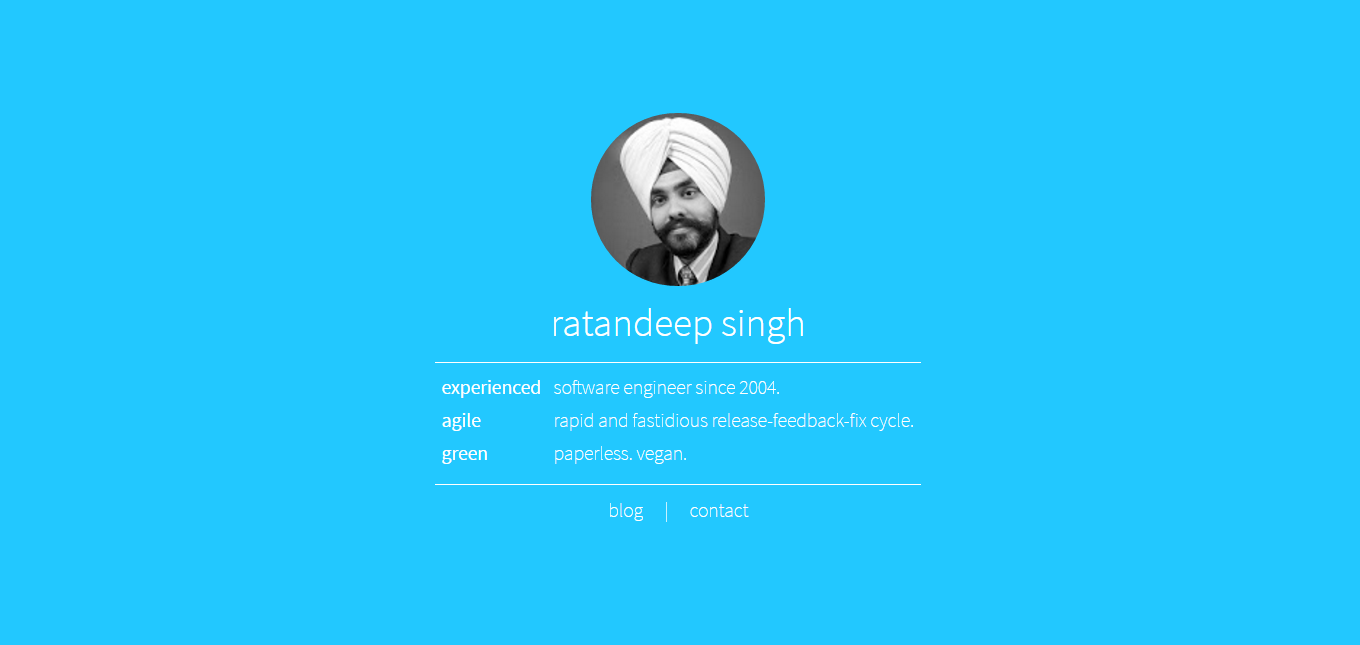 ratandeep singh
experienced software engineer since 2004.
agile rapid and fastidious release-feedback-fix cycle.
green paperless. vegan.
blog | contact